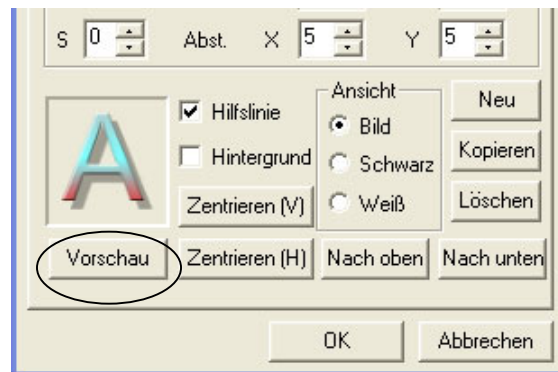 S 0 Abst. X 5 Y 5
Ansicht
Neu
Hilfslinie
Bild
Hintergrund
Schwarz
Kopieren
A
Zentrieren (V)
Weiß
Löschen
Vorschau
Zentrieren (H)
Nach oben
Nach unten
OK
Abbrechen